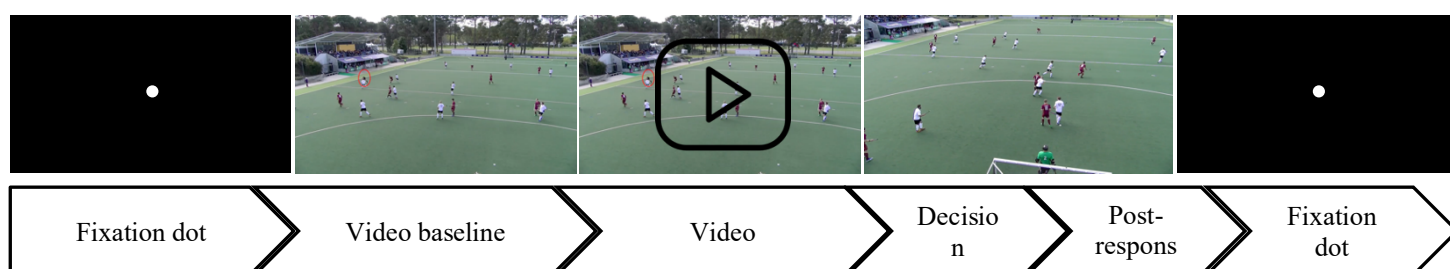 Fixation dot
Video baseline
Video
Decisio
n
Post-
respons
Fixation
dot